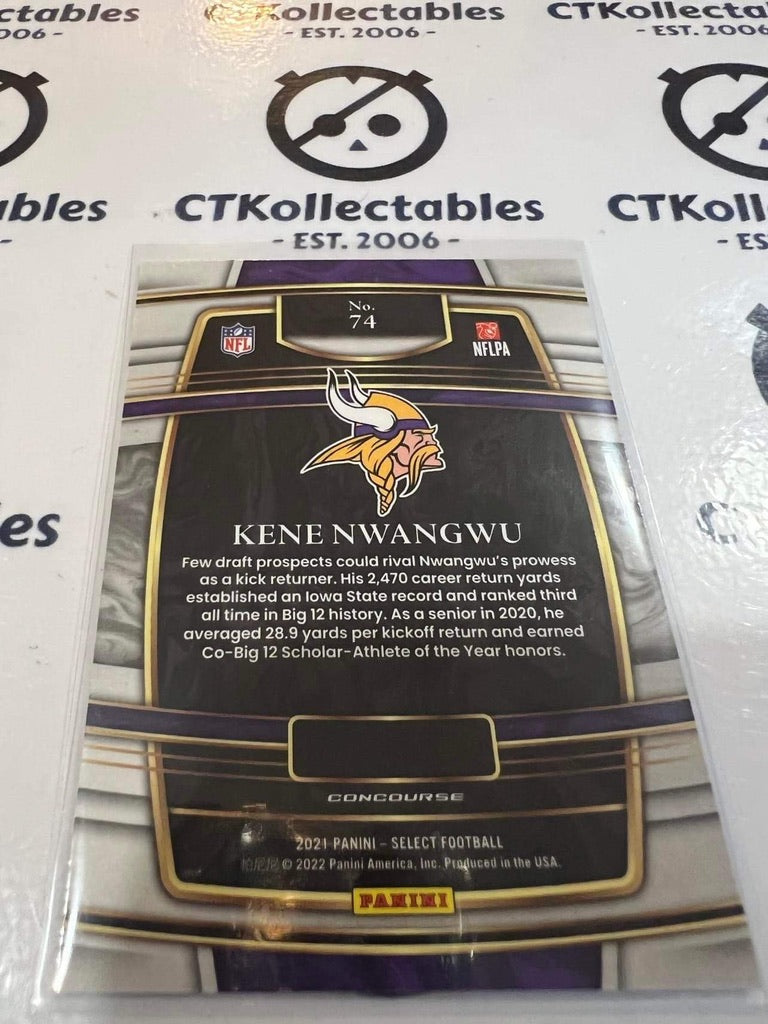 CTKollectables
- EST. 2006 -
CTKollectables
- EST. 2006 -
CTKollectables
- EST. 2006 -
No.
74
NFL
NFLPA
KENE NWANGWU
Few draft prospects could rival Nwangwu's prowess
as a kick returner. His 2,470 career return yards
established an Iowa State record and ranked third
all time in Big 12 history. As a senior in 2020, he
averaged 28.9 yards per kickoff return and earned
Co-Big 12 Scholar-Athlete of the Year honors.
CONCOURSE
2021 PANINI – SELECT FOOTBALL
帕尼尼 © 2022 Panini America, Inc. Produced in the USA.
PANINI